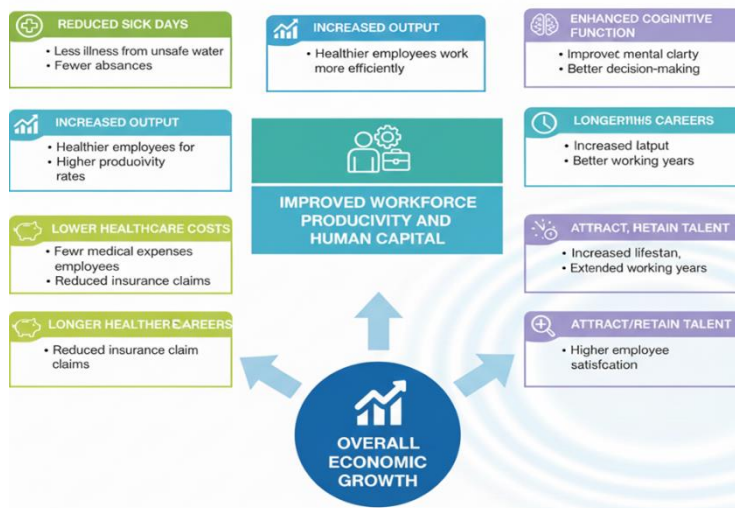 REDUCED SICK DAYS
• Less illness from unsafe water
• Fewer absances
INCREASED OUTPUT
• Healthier employees work
more efficiently
ENHANCED COGINITIVE
FUNCTION
• Improvet mental clarty
• Better decision-making
INCREASED OUTPUT
• Healthier employees for
• Higher produoivity
rates
LONGERTHIS CAREERS
• Increased latput
• Better working years
IMPROVED WORKFORCE
PRODUCIVITY AND
HUMAN CAPITAL
LOWER HEALTHCARE COSTS
• Fewr medical expenses
employees
• Reduced insurance claims
ATTRACT, RETAIN TALENT
• Increased lifestan,
• Extended working years
LONGER HEALTHER CAREERS
• Reduced insurance claim
claims
ATTRACT/RETAIN TALENT
• Higher employee
satisfcation
OVERALL
ECONOMIC
GROWTH